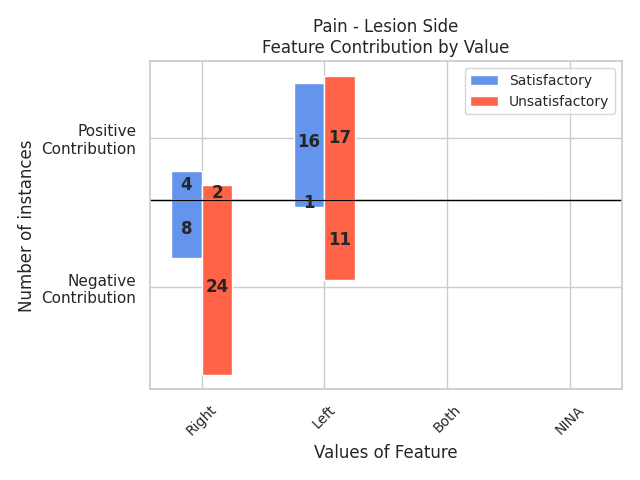 Pain - Lesion Side
Feature Contribution by Value
Satisfactory
Unsatisfactory
Number of instances
Positive
Contribution
Negative
Contribution
4
2
8
24
16
17
1
11
Right
Left
Both
NINA
Values of Feature